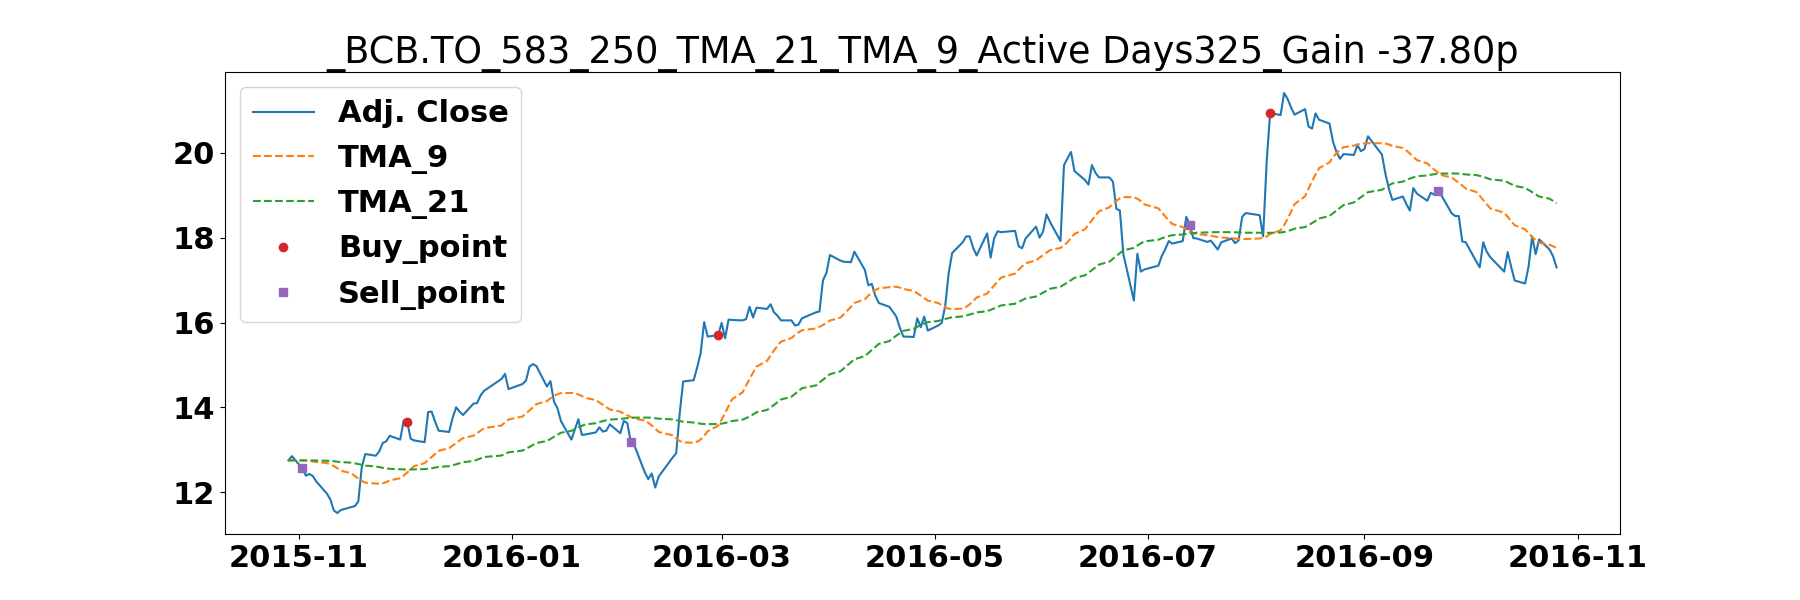 _BCB.TO_583_250_TMA_21_TMA_9_Active Days325_Gain -37.80p
Adj. Close
TMA_9
TMA_21
Buy_point
Sell_point
20
18
16
14
12
2015-11 2016-01 2016-03 2016-05 2016-07 2016-09 2016-11